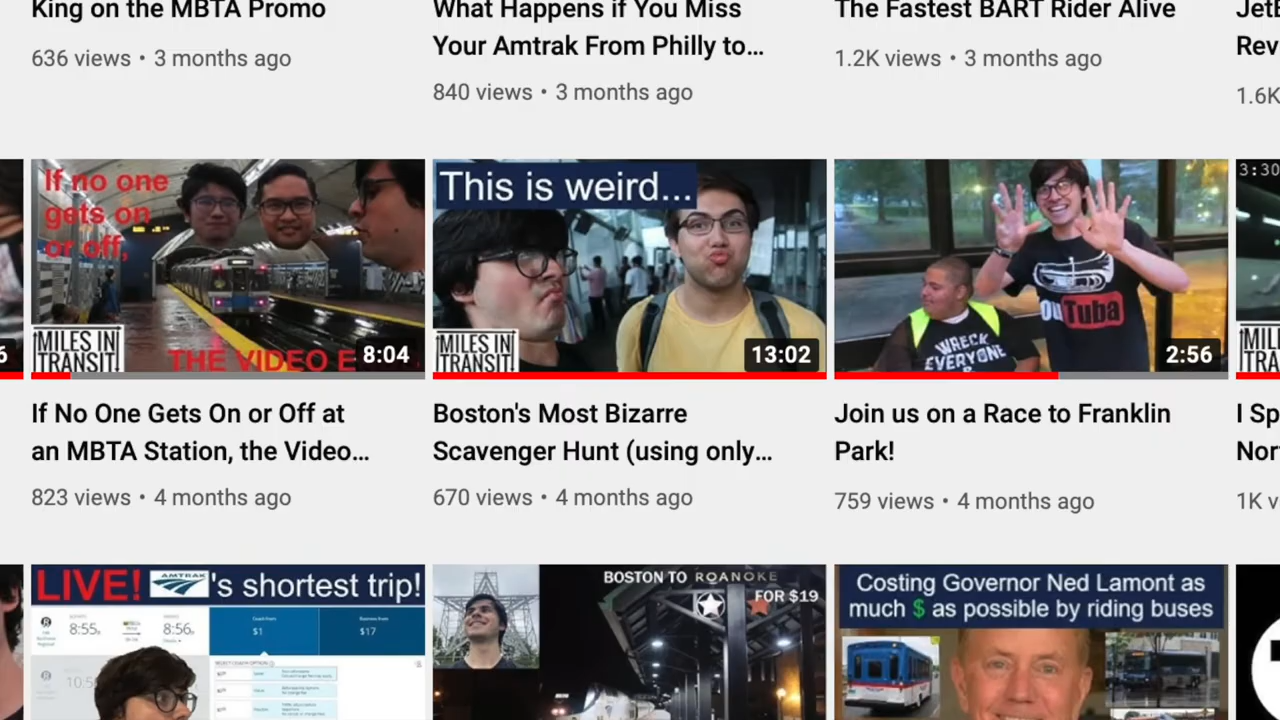 King on the MBTA Promo
636 views • 3 months ago
What Happens if You Miss
Your Amtrak From Philly to...
840 views • 3 months ago
The Fastest BART Rider Alive
1.2K views • 3 months ago
Rev
1.6K
If no one
gets on
or off,
MILES IN
TRANSIT!
THE VIDEO E
8:04
This is weird...
MILES IN
TRANSIT!
13:02
WRECK
EVERYONE
Tuba
2:56
3:30
If No One Gets On or Off at
an MBTA Station, the Video...
823 views • 4 months ago
Boston's Most Bizarre
Scavenger Hunt (using only...
670 views • 4 months ago
Join us on a Race to Franklin
Park!
759 views • 4 months ago
I Sp
Nor
1K v
LIVE! AMTRAK 's shortest trip!
8:55
8:56
$1
$17
BOSTON TO ROANOKE
FOR $19
Costing Governor Ned Lamont as
much $ as possible by riding buses